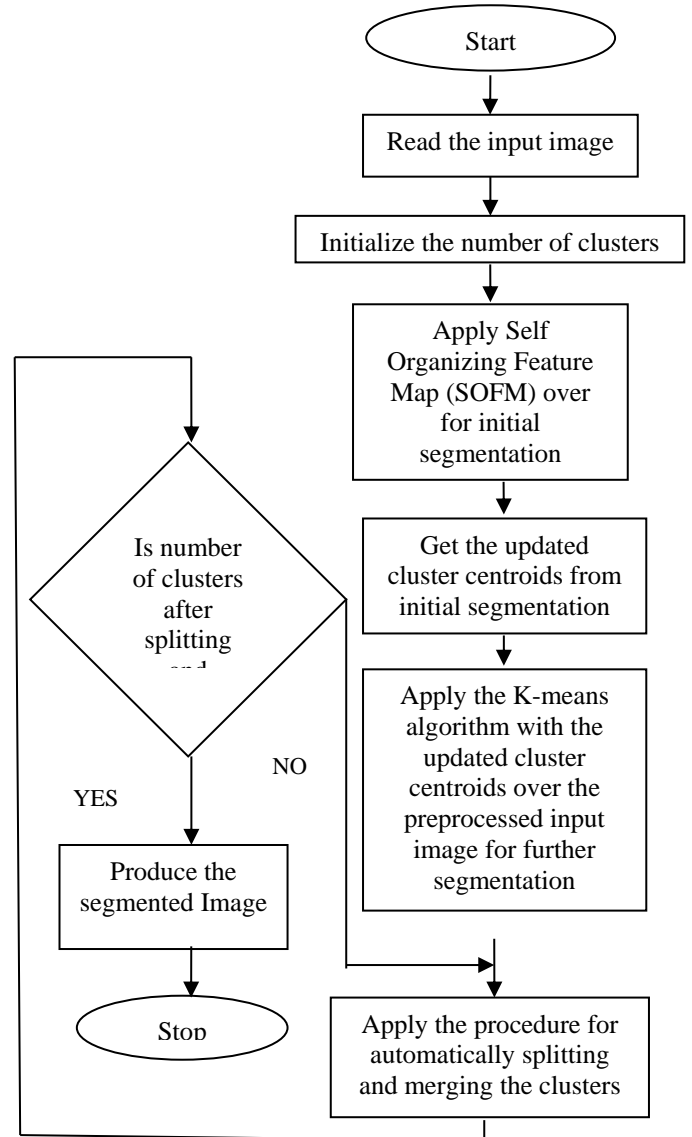 Start
Read the input image
Initialize the number of clusters
Apply Self
Organizing Feature
Map (SOFM) over
for initial
segmentation
Get the updated
cluster centroids from
initial segmentation
Apply the K-means
algorithm with the
updated cluster
centroids over the
preprocessed input
image for further
segmentation
Apply the procedure for
automatically splitting
and merging the clusters
Is number
of clusters
after
splitting
and
NO
YES
Produce the
segmented Image
Stop